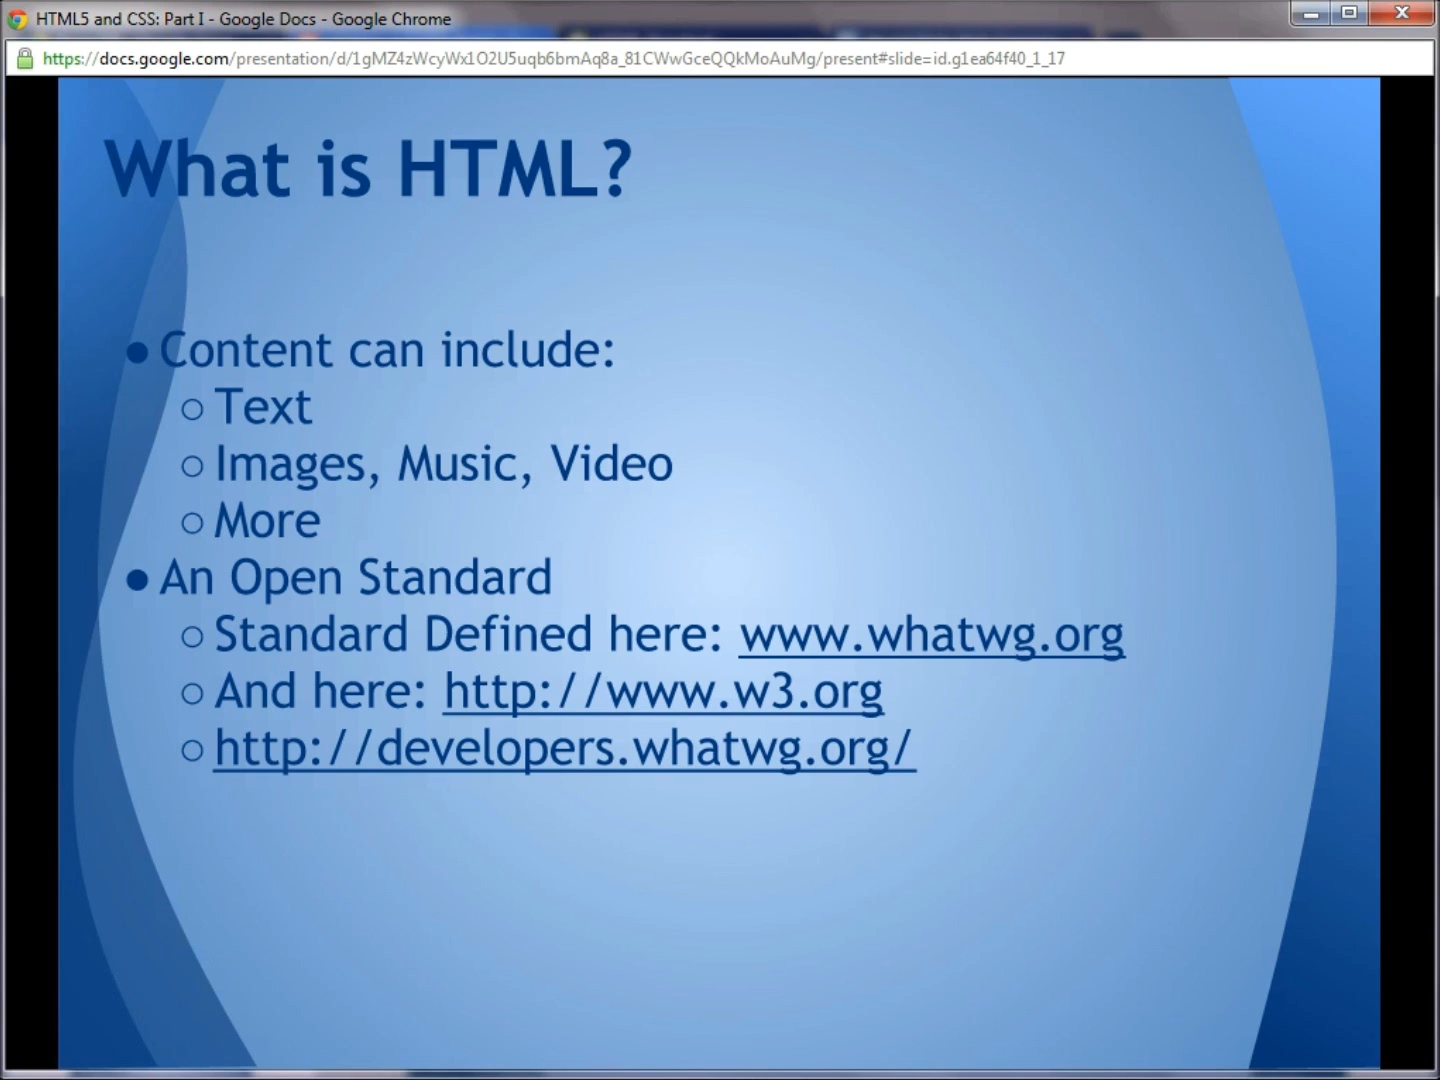 HTML5 and CSS: Part I - Google Docs - Google Chrome
https://docs.google.com/presentation/d/1gMZ4zWcyWx1O2U5uqb6bmAq8a_81CWwGceQQkMoAuMg/present#slide=id.g1ea64f40_1_17
What is HTML?
● Content can include:
○ Text
○ Images, Music, Video
○ More
● An Open Standard
○ Standard Defined here: www.whatwg.org
○ And here: http://www.w3.org
○ http://developers.whatwg.org/